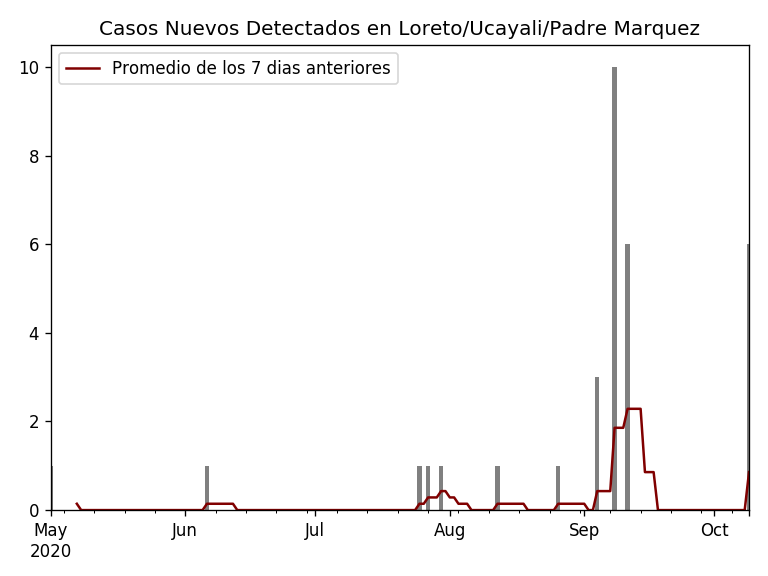 Casos Nuevos Detectados en Loreto/Ucayali/Padre Marquez
Promedio de los 7 dias anteriores
10
8
6
4
2
0
May Jun Jul Aug Sep Oct
2020